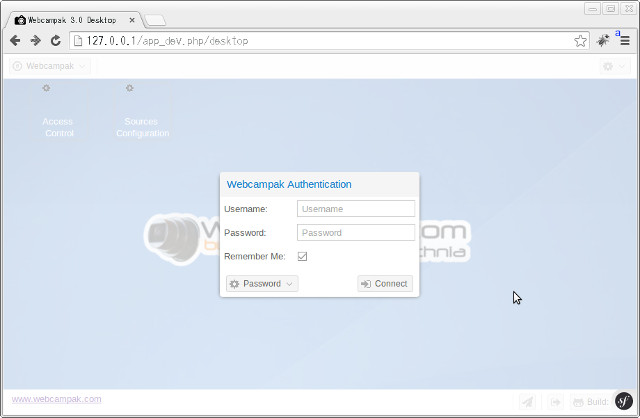 Webcampak 3.0 Desktop
127.0.0.1/app_dev.php/desktop
a
Webcampak
Access Control
Sources Configuration
Webcampak Authentication
Username:
Username
Password:
Password
Remember Me:
Password
Connect
www.webcampak.com
Build:
sf